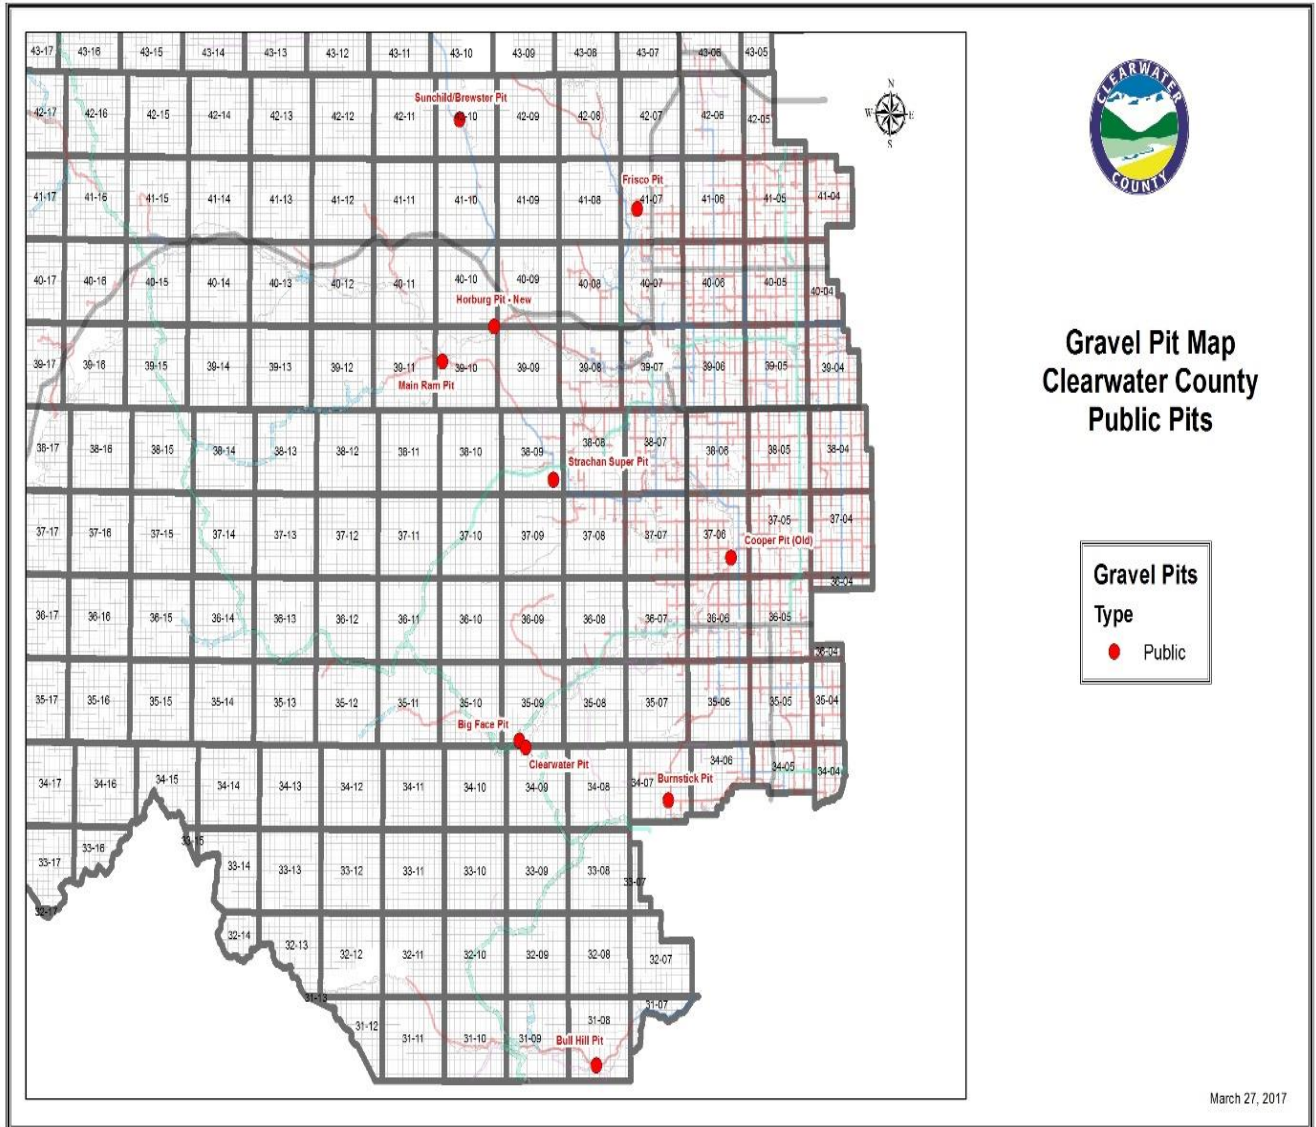 43-17 43-16 43-15 43-14 43-13 43-12 43-11 43-10 43-09 43-08 43-07 43-06 43-05
Sunchild/Brewster Pit
42-17 42-16 42-15 42-14 42-13 42-12 42-11 42-10 42-09 42-08 42-07 42-06 42-05
Frisco Pit
41-17 41-16 41-15 41-14 41-13 41-12 41-11 41-10 41-09 41-08 41-07 41-06 41-05 41-04
40-17 40-16 40-15 40-14 40-13 40-12 40-11 40-10 40-09 40-08 40-07 40-06 40-05 40-04
Horburg Pit - New
39-17 39-16 39-15 39-14 39-13 39-12 39-11 39-10 39-09 39-08 39-07 39-06 39-05 39-04
Main Ram Pit
38-17 38-16 38-15 38-14 38-13 38-12 38-11 38-10 38-09 38-08 38-07 38-06 38-05 38-04
Strachan Super Pit
37-17 37-16 37-15 37-14 37-13 37-12 37-11 37-10 37-09 37-08 37-07 37-06 37-05 37-04
Cooper Pit (Old)
36-04
36-17 36-16 36-15 36-14 36-13 36-12 36-11 36-10 36-09 36-08 36-07 36-06 36-05
36-04
35-17 35-16 35-15 35-14 35-13 35-12 35-11 35-10 35-09 35-08 35-07 35-06 35-05 35-04
Big Face Pit
Clearwater Pit
34-17 34-16 34-15 34-14 34-13 34-12 34-11 34-10 34-09 34-08 34-07 34-06 34-05 34-04
Burnstick Pit
33-17 33-16 33-15 33-14 33-13 33-12 33-11 33-10 33-09 33-08 33-07
32-17 32-14 32-13 32-12 32-11 32-10 32-09 32-08 32-07
31-13 31-12 31-11 31-10 31-09 31-08 31-07
Bull Hill Pit
N
W E
S
CLEARWATER
COUNTY
Gravel Pit Map
Clearwater County
Public Pits
Gravel Pits
Type
Public
March 27, 2017